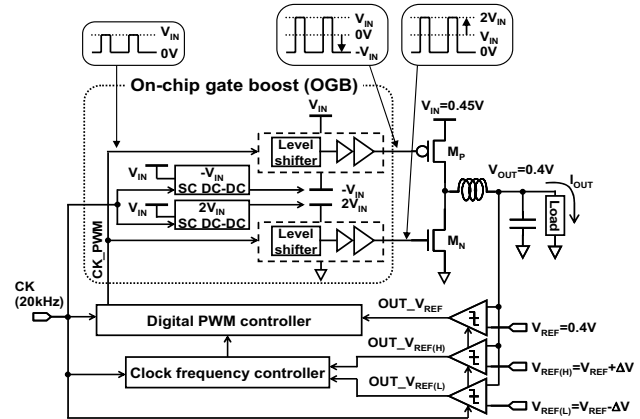 V_IN
0V
V_IN
0V
-V_IN
2V_IN
V_IN
0V
On-chip gate boost (OGB)
V_IN
V_IN=0.45V
Level
shifter
M_P
V_OUT=0.4V
I_OUT
V_IN
-V_IN
SC DC-DC
-V_IN
2V_IN
V_IN
2V_IN
SC DC-DC
Load
Level
shifter
M_N
CK_PWM
CK
(20kHz)
Digital PWM controller
OUT_V_REF
V_REF=0.4V
Clock frequency controller
OUT_V_REF(H)
V_REF(H)=V_REF+ΔV
OUT_V_REF(L)
V_REF(L)=V_REF-ΔV